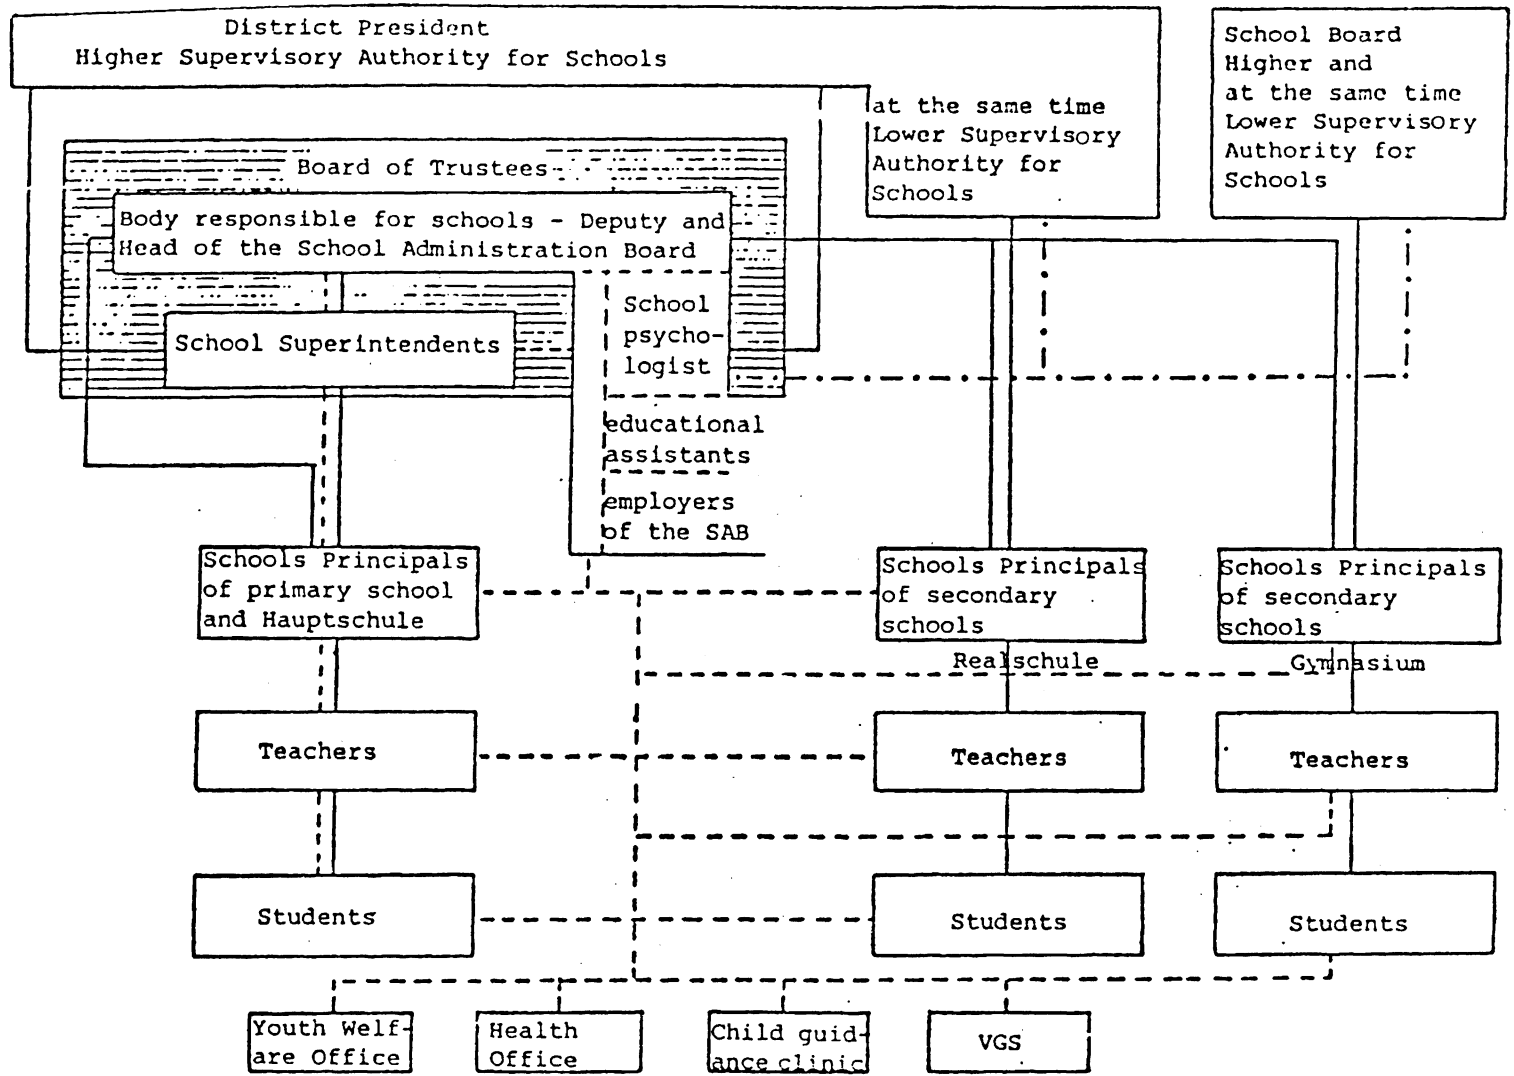 District President
Higher Supervisory Authority for Schools
at the same time
Lower Supervisory
Authority for
Schools
School Board
Higher and
at the same time
Lower Supervisory
Authority for
Schools
Board of Trustees
Body responsible for schools - Deputy and
Head of the School Administration Board
School Superintendents
School
psycho-
logist
educational
assistants
employers
of the SAB
Schools Principals
of primary school
and Hauptschule
Schools Principals
of secondary
schools
Schools Principals
of secondary
schools
Realschule
Gymnasium
Teachers
Teachers
Teachers
Students
Students
Students
Youth Welf-
are Office
Health
Office
Child guid-
ance clinic
VGS